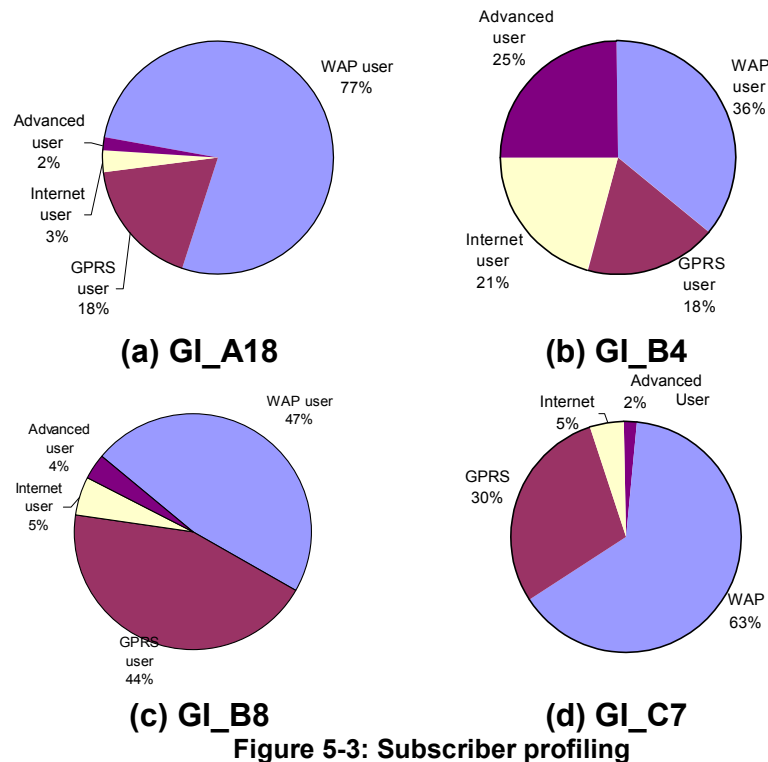 WAP user
77%
Advanced
user
2%
Internet
user
3%
GPRS
user
18%
(a) GI_A18
Advanced
user
25%
WAP
user
36%
Internet
user
21%
GPRS
user
18%
(b) GI_B4
WAP user
47%
Advanced
user
4%
Internet
user
5%
GPRS
user
44%
(c) GI_B8
Advanced
User
2%
Internet
5%
GPRS
30%
WAP
63%
(d) GI_C7
Figure 5-3: Subscriber profiling